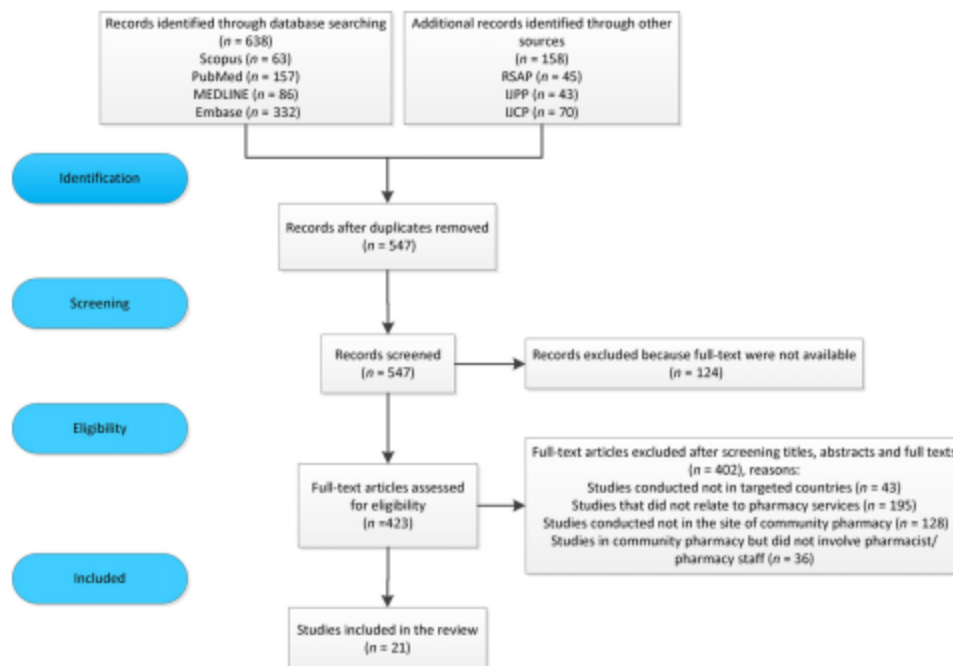 Records identified through database searching
(n = 638)
Scopus (n = 63)
PubMed (n = 157)
MEDLINE (n = 86)
Embase (n = 332)
Additional records identified through other
sources
(n = 158)
RSAP (n = 45)
IJPP (n = 43)
IJCP (n = 70)
Identification
Records after duplicates removed
(n = 547)
Screening
Records screened
(n = 547)
Records excluded because full-text were not available
(n = 124)
Eligibility
Full-text articles assessed
for eligibility
(n =423)
Full-text articles excluded after screening titles, abstracts and full texts
(n = 402), reasons:
Studies conducted not in targeted countries (n = 43)
Studies that did not relate to pharmacy services (n = 195)
Studies conducted not in the site of community pharmacy (n = 128)
Studies in community pharmacy but did not involve pharmacist/
pharmacy staff (n = 36)
Included
Studies included in the review
(n = 21)